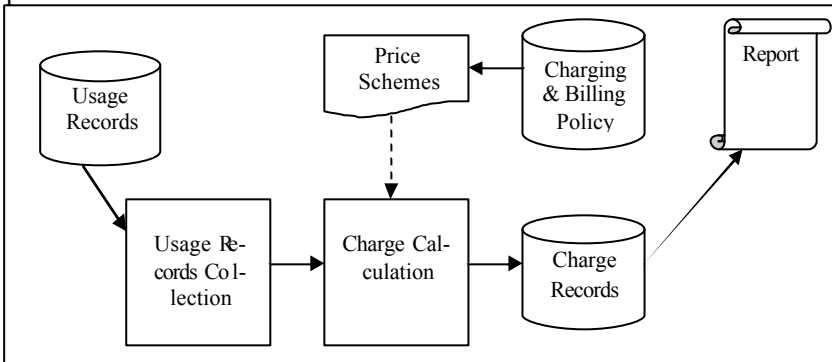 Usage
Records
Price
Schemes
Charging
& Billing
Policy
Report
Usage Re-
cords Col-
lection
Charge Cal-
culation
Charge
Records